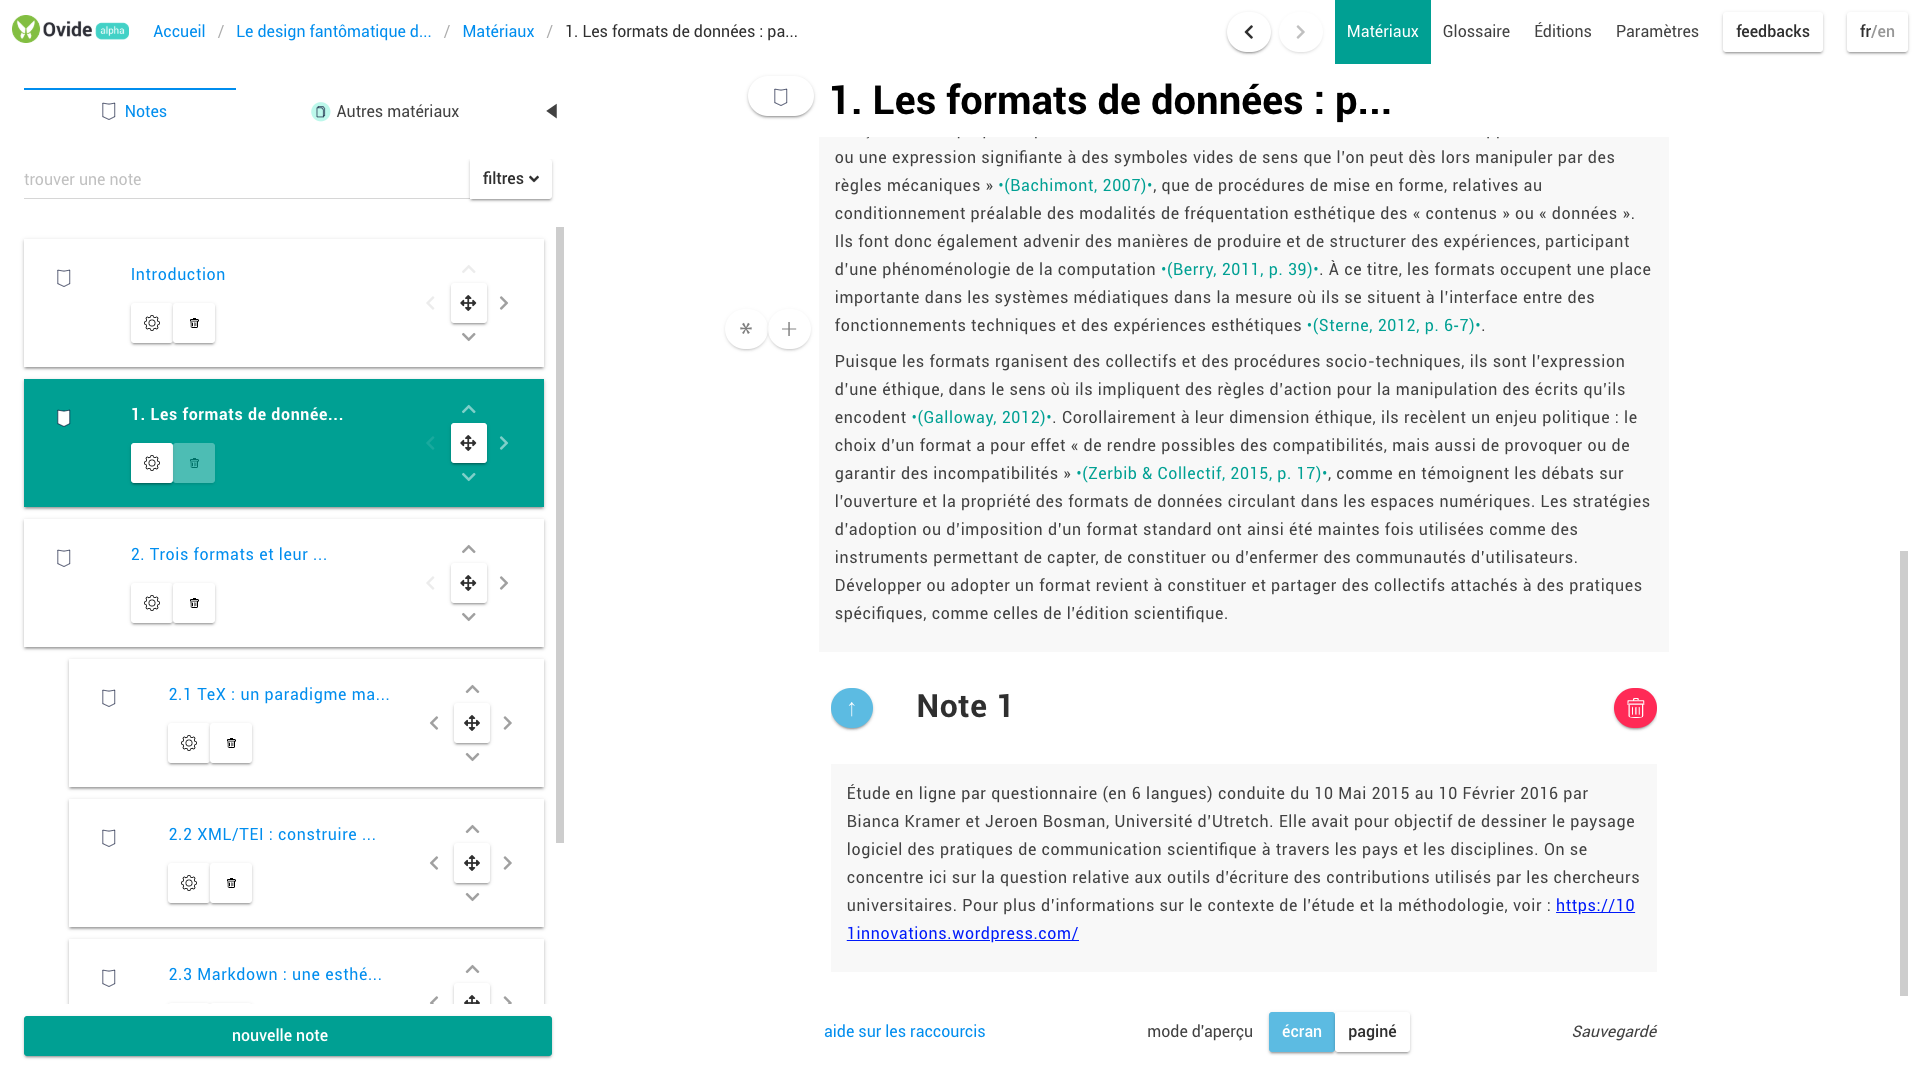 Ovide alpha
Accueil / Le design fantômatique d... / Matériaux / 1. Les formats de données : pa...
Matériaux
Glossaire
Éditions
Paramètres
feedbacks
fr/en
Notes
Autres matériaux
trouver une note
filtres
Introduction
1. Les formats de donnée...
2. Trois formats et leur ...
2.1 TeX : un paradigme ma...
2.2 XML/TEI : construire ...
2.3 Markdown : une esthé...
nouvelle note
1. Les formats de données : p...
ou une expression signifiante à des symboles vides de sens que l'on peut dès lors manipuler par des
règles mécaniques » •(Bachimont, 2007)•, que de procédures de mise en forme, relatives au
conditionnement préalable des modalités de fréquentation esthétique des « contenus » ou « données ».
Ils font donc également advenir des manières de produire et de structurer des expériences, participant
d'une phénoménologie de la computation •(Berry, 2011, p. 39)•. À ce titre, les formats occupent une place
importante dans les systèmes médiatiques dans la mesure où ils se situent à l'interface entre des
fonctionnements techniques et des expériences esthétiques •(Sterne, 2012, p. 6-7)•.
Puisque les formats rganisent des collectifs et des procédures socio-techniques, ils sont l'expression
d'une éthique, dans le sens où ils impliquent des règles d'action pour la manipulation des écrits qu'ils
encodent •(Galloway, 2012)•. Corollairement à leur dimension éthique, ils recèlent un enjeu politique : le
choix d'un format a pour effet « de rendre possibles des compatibilités, mais aussi de provoquer ou de
garantir des incompatibilités » •(Zerbib & Collectif, 2015, p. 17)•, comme en témoignent les débats sur
l'ouverture et la propriété des formats de données circulant dans les espaces numériques. Les stratégies
d'adoption ou d'imposition d'un format standard ont ainsi été maintes fois utilisées comme des
instruments permettant de capter, de constituer ou d'enfermer des communautés d'utilisateurs.
Développer ou adopter un format revient à constituer et partager des collectifs attachés à des pratiques
spécifiques, comme celles de l'édition scientifique.
Note 1
Étude en ligne par questionnaire (en 6 langues) conduite du 10 Mai 2015 au 10 Février 2016 par
Bianca Kramer et Jeroen Bosman, Université d'Utretch. Elle avait pour objectif de dessiner le paysage
logiciel des pratiques de communication scientifique à travers les pays et les disciplines. On se
concentre ici sur la question relative aux outils d'écriture des contributions utilisés par les chercheurs
universitaires. Pour plus d'informations sur le contexte de l'étude et la méthodologie, voir : https://10
1innovations.wordpress.com/
aide sur les raccourcis
mode d'aperçu
écran
paginé
Sauvegardé